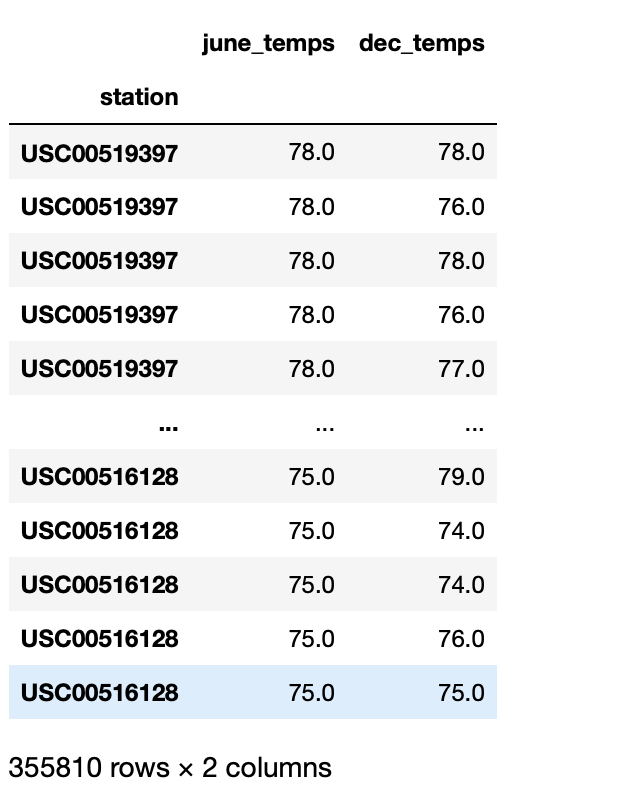 june_temps dec_temps
station
USC00519397 78.0 78.0
USC00519397 78.0 76.0
USC00519397 78.0 78.0
USC00519397 78.0 76.0
USC00519397 78.0 77.0
... ... ...
USC00516128 75.0 79.0
USC00516128 75.0 74.0
USC00516128 75.0 74.0
USC00516128 75.0 76.0
USC00516128 75.0 75.0
355810 rows × 2 columns